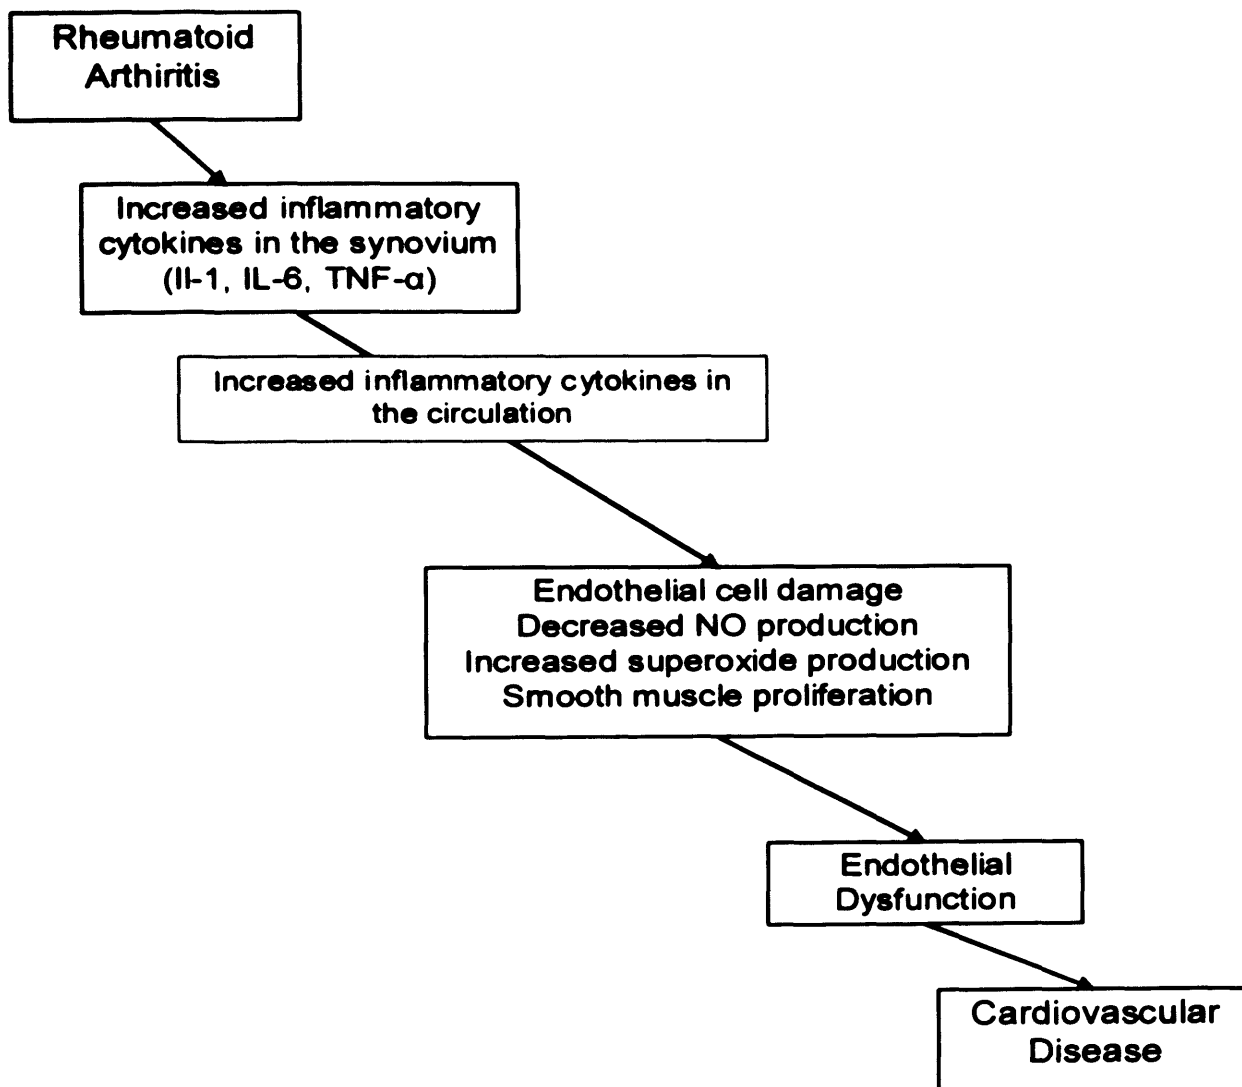 Rheumatoid
Arthiritis
Increased inflammatory
cytokines in the synovium
(Il-1, IL-6, TNF-α)
Increased inflammatory cytokines in
the circulation
Endothelial cell damage
Decreased NO production
Increased superoxide production
Smooth muscle proliferation
Endothelial
Dysfunction
Cardiovascular
Disease